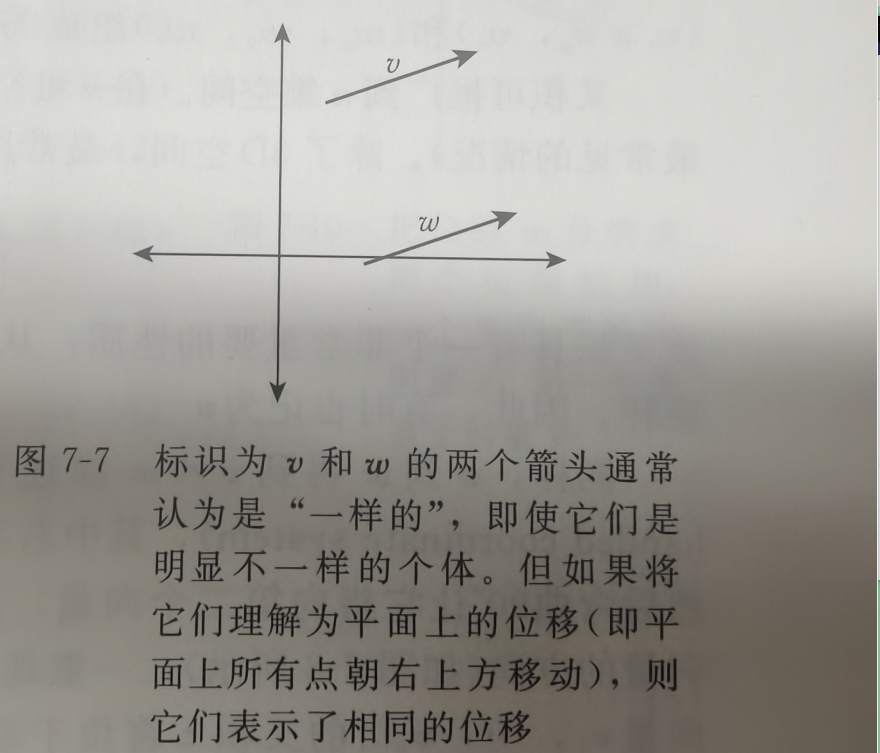 v
w
图 7-7 标识为 v 和 w 的两个箭头通常
认为是“一样的”，即使它们是
明显不一样的个体。但如果将
它们理解为平面上的位移(即平
面上所有点朝右上方移动)，则
它们表示了相同的位移